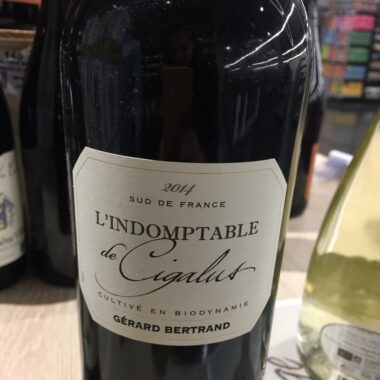 2014
SUD DE FRANCE
L'INDOMPTABLE
de Cigalus
CULTIVÉ EN BIODYNAMIE
GÉRARD BERTRAND